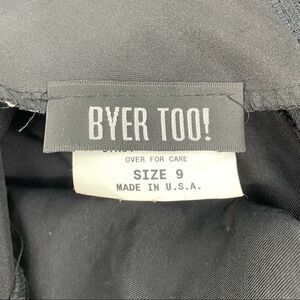 BYER TOO!
OVER FOR CARE
SIZE 9
MADE IN U.S.A.